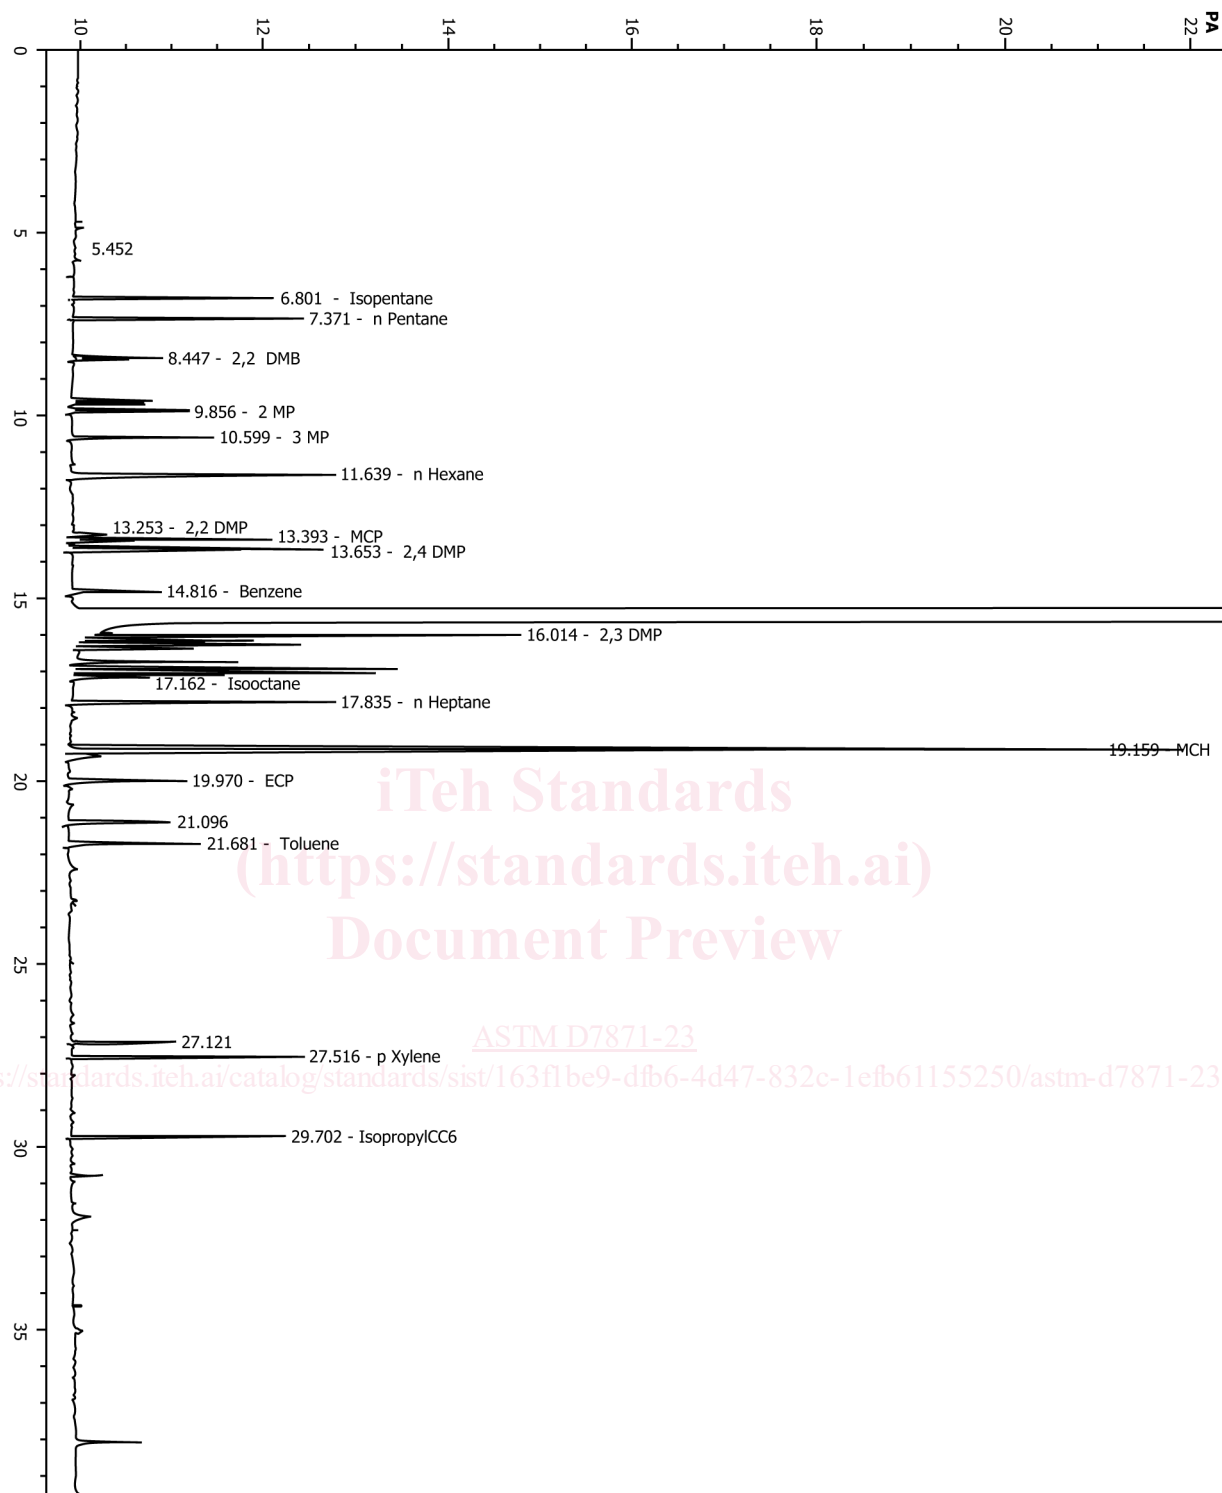 PA
10
12
14
16
18
20
22
0
5
5.452
6.801 - Isopentane
7.371 - n Pentane
8.447 - 2,2 DMB
10
9.856 - 2 MP
10.599 - 3 MP
11.639 - n Hexane
13.253 - 2,2 DMP
13.393 - MCP
13.653 - 2,4 DMP
14.816 - Benzene
15
16.014 - 2,3 DMP
17.162 - Isooctane
17.835 - n Heptane
19.159 - MCH
20
19.970 - ECP
iTeh Standards
21.096
21.681 - Toluene
(https://standards.iteh.ai)
Document Preview
25
ASTM D7871-23
27.121
27.516 - p Xylene
s://standards.iteh.ai/catalog/standards/sist/163f1be9-dfb6-4d47-832c-1efb61155250/astm-d7871-23
29.702 - IsopropylCC6
30
35